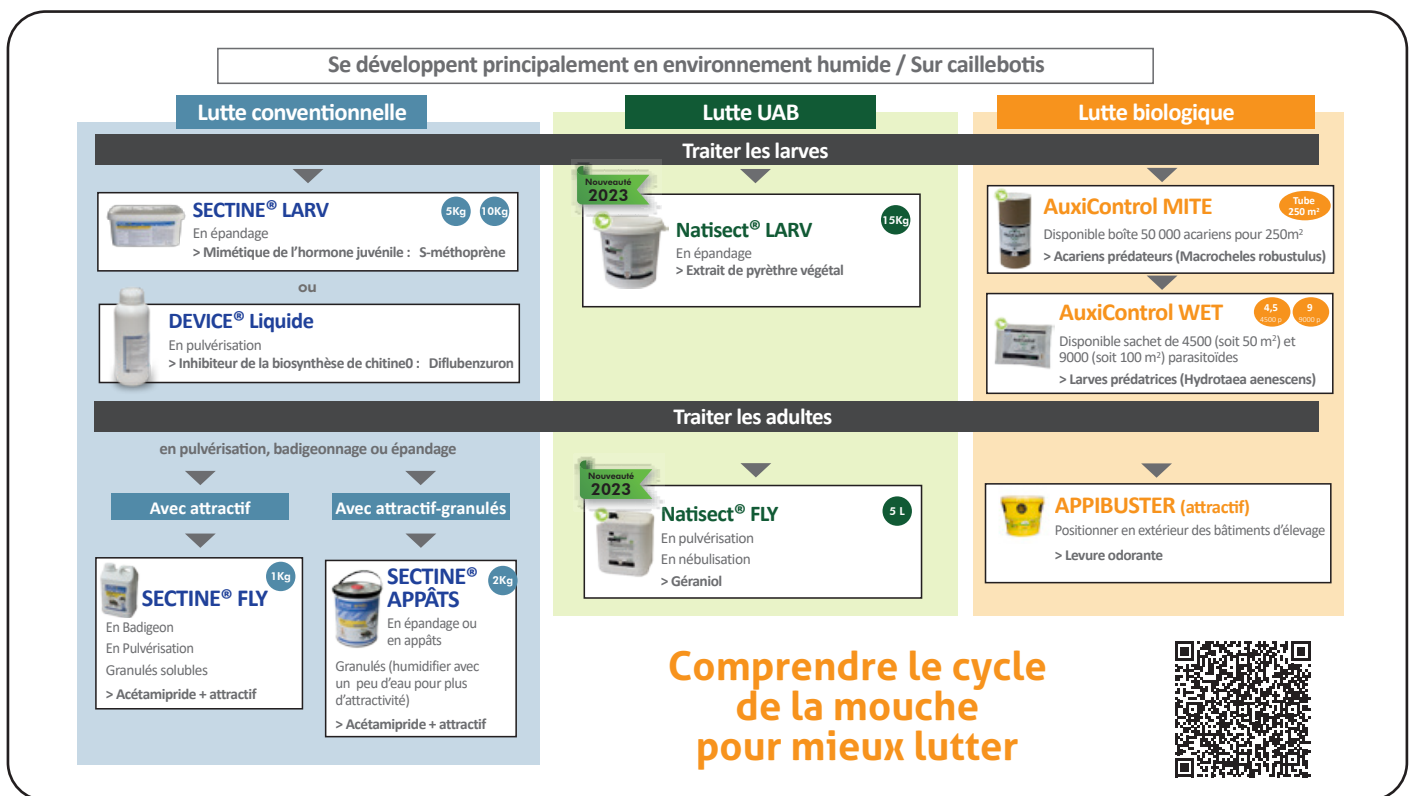 Se développent principalement en environnement humide / Sur caillebotis
Lutte conventionnelle
Lutte UAB
Lutte biologique
Traiter les larves
SECTINE® LARV
5Kg
10Kg
En épandage
> Mimétique de l'hormone juvénile : S-méthoprène
ou
DEVICE® Liquide
En pulvérisation
> Inhibiteur de la biosynthèse de chitine0 : Diflubenzuron
Nouveauté
2023
Natisect® LARV
15Kg
En épandage
> Extrait de pyrèthre végétal
AuxiControl MITE
Tube
250 m²
Disponible boîte 50 000 acariens pour 250m²
> Acariens prédateurs (Macrocheles robustulus)
AuxiControl WET
4,5
4500 p
9
9000 p
Disponible sachet de 4500 (soit 50 m²) et
9000 (soit 100 m²) parasitoïdes
> Larves prédatrices (Hydrotaea aenescens)
Traiter les adultes
en pulvérisation, badigeonnage ou épandage
Avec attractif
Avec attractif-granulés
SECTINE® FLY
1Kg
En Badigeon
En Pulvérisation
Granulés solubles
> Acétamipride + attractif
SECTINE®
APPÂTS
2Kg
En épandage ou
en appâts
Granulés (humidifier avec
un peu d'eau pour plus
d'attractivité)
> Acétamipride + attractif
Nouveauté
2023
Natisect® FLY
5 L
En pulvérisation
En nébulisation
> Géraniol
APPIBUSTER (attractif)
Positionner en extérieur des bâtiments d'élevage
> Levure odorante
Comprendre le cycle
de la mouche
pour mieux lutter